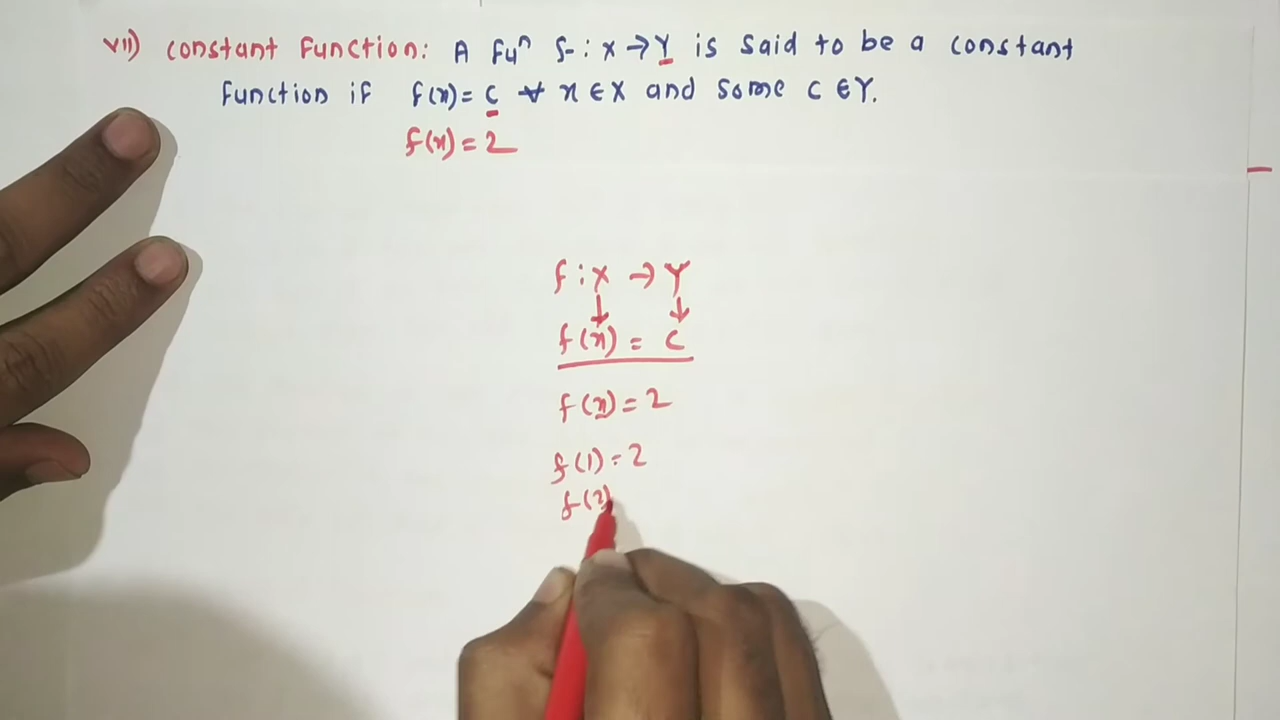 vii) Constant Function: A Fuⁿ f : X → Y is said to be a constant
Function if f(x) = C ∀ x ∈ X and some C ∈ Y.
f(x) = 2
f : X → Y
↓ ↓
f(x) = C
f(x) = 2
f(1) = 2
f(2)